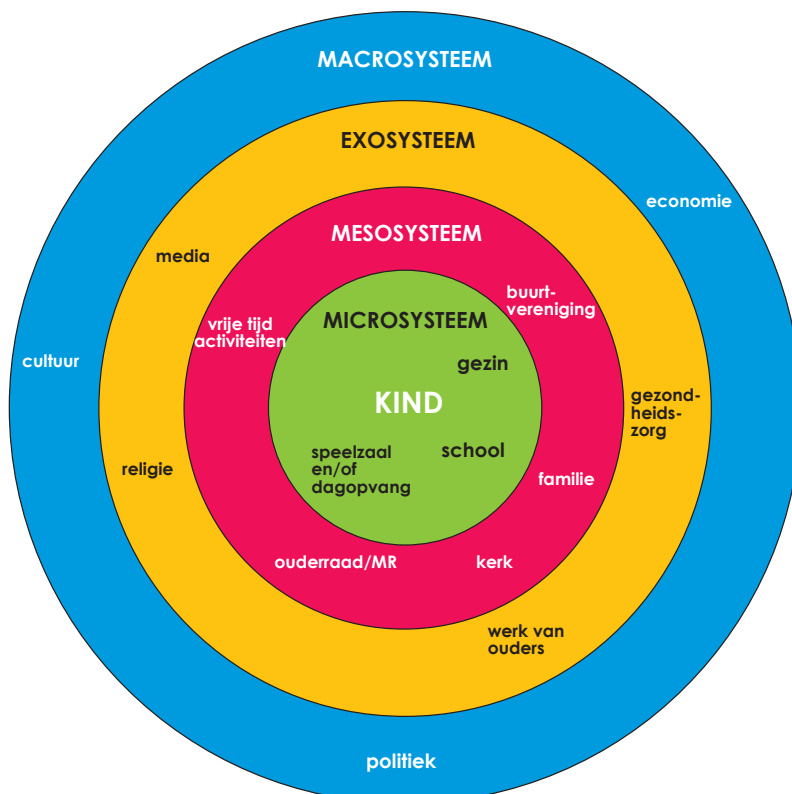 MACROSYSTEEM
EXOSYSTEEM
economie
MESOSYSTEEM
media
buurt-
vereniging
vrije tijd
activiteiten
MICROSYSTEEM
cultuur
gezin
KIND
gezond-
heids-
zorg
school
speelzaal
en/of
dagopvang
religie
familie
ouderraad/MR
kerk
werk van
ouders
politiek